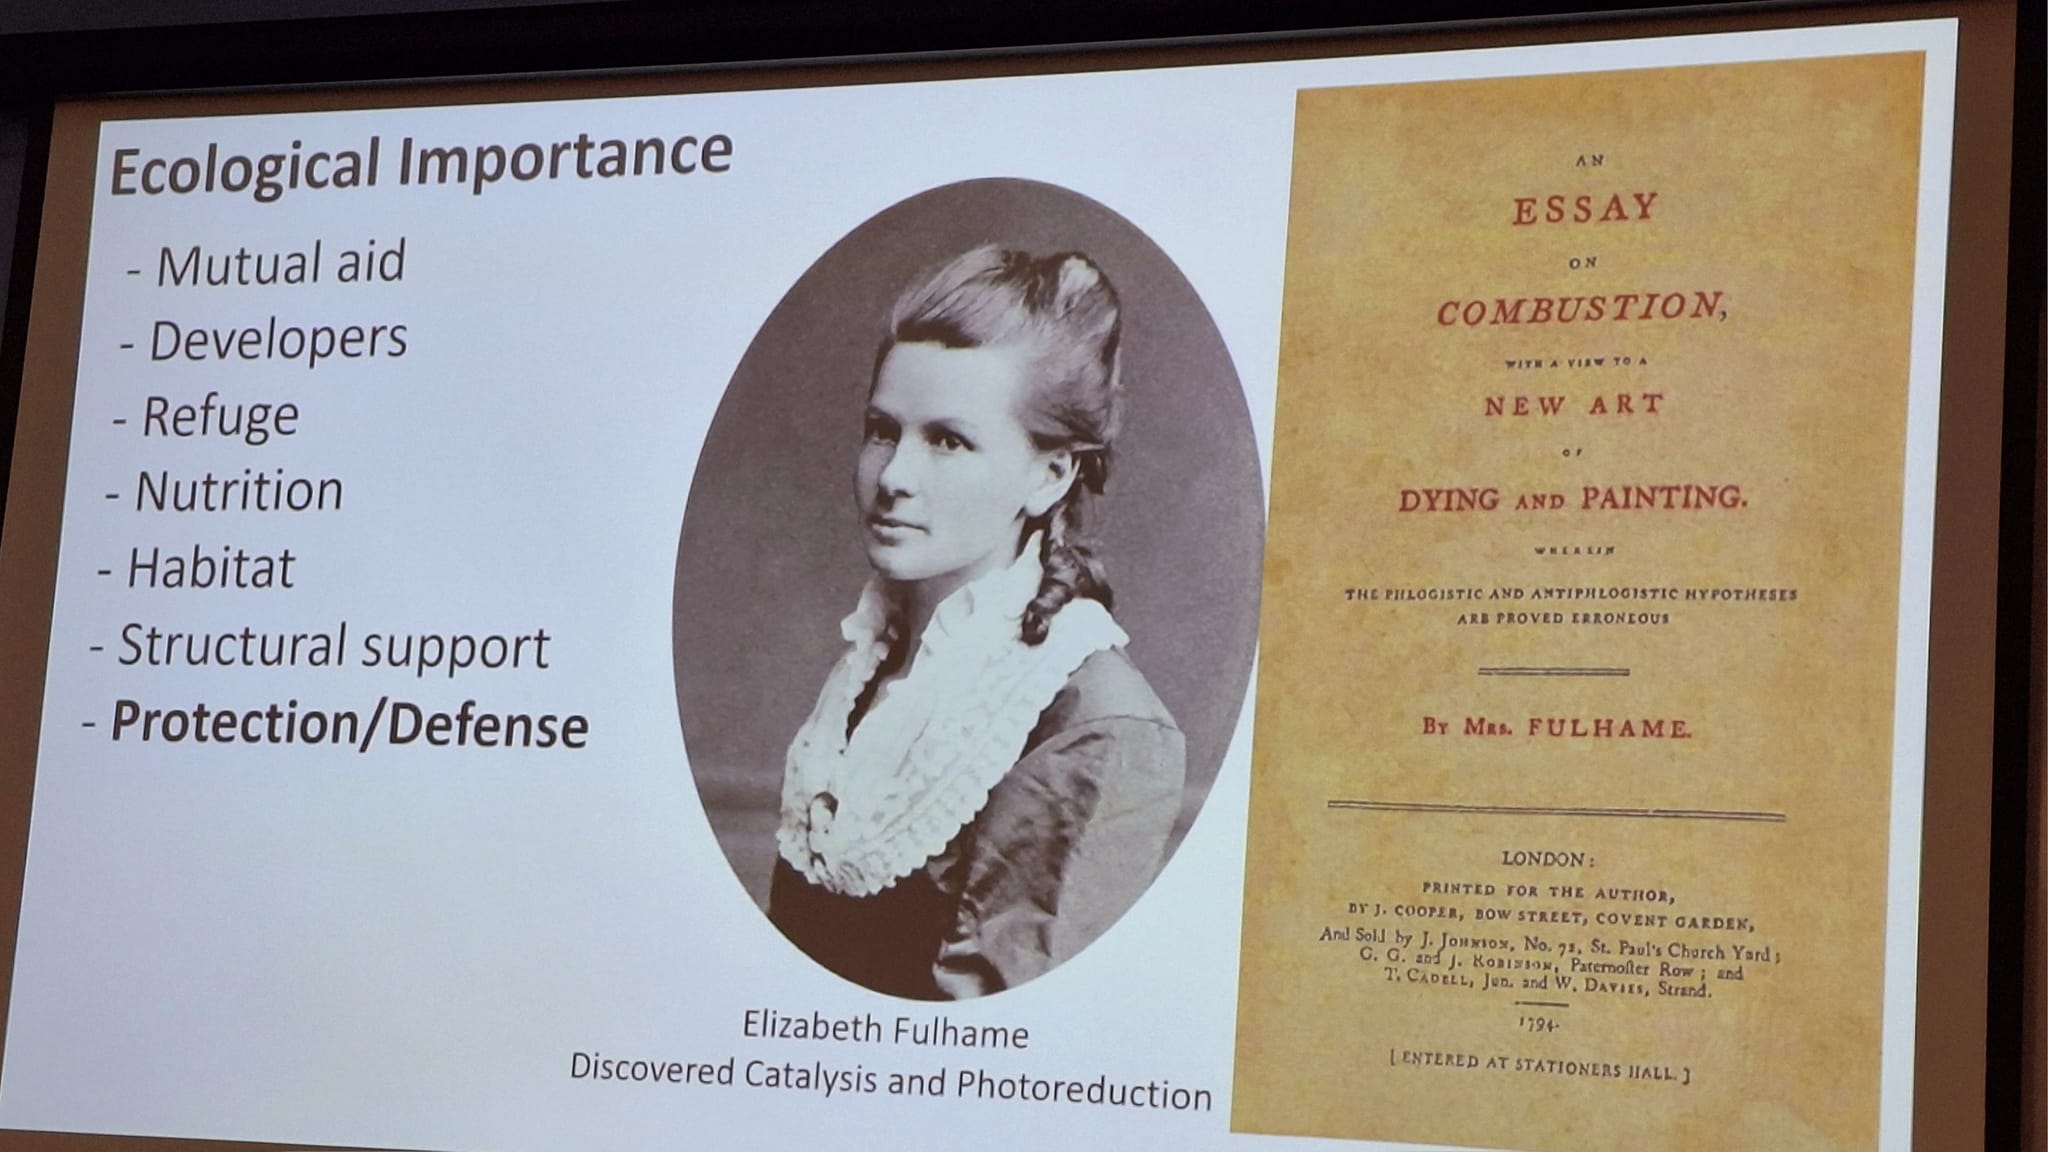 Ecological Importance
- Mutual aid
- Developers
- Refuge
- Nutrition
- Habitat
- Structural support
- Protection/Defense
Elizabeth Fulhame
Discovered Catalysis and Photoreduction
AN
ESSAY
ON
COMBUSTION,
WITH A VIEW TO A
NEW ART
OF
DYING AND PAINTING.
WHEREIN
THE PHLOGISTIC AND ANTIPHLOGISTIC HYPOTHESES
ARE PROVED ERRONEOUS
BY MRS. FULHAME.
LONDON:
PRINTED FOR THE AUTHOR,
BY J. COOPER, BOW STREET, COVENT GARDEN,
And Sold by J. JOHNSON, No. 72, St. Paul's Church Yard;
G. G. and J. ROBINSON, Paternoſter Row; and
T. CADELL, Jun. and W. DAVIES, Strand.
1794.
[ENTERED AT STATIONERS HALL.]